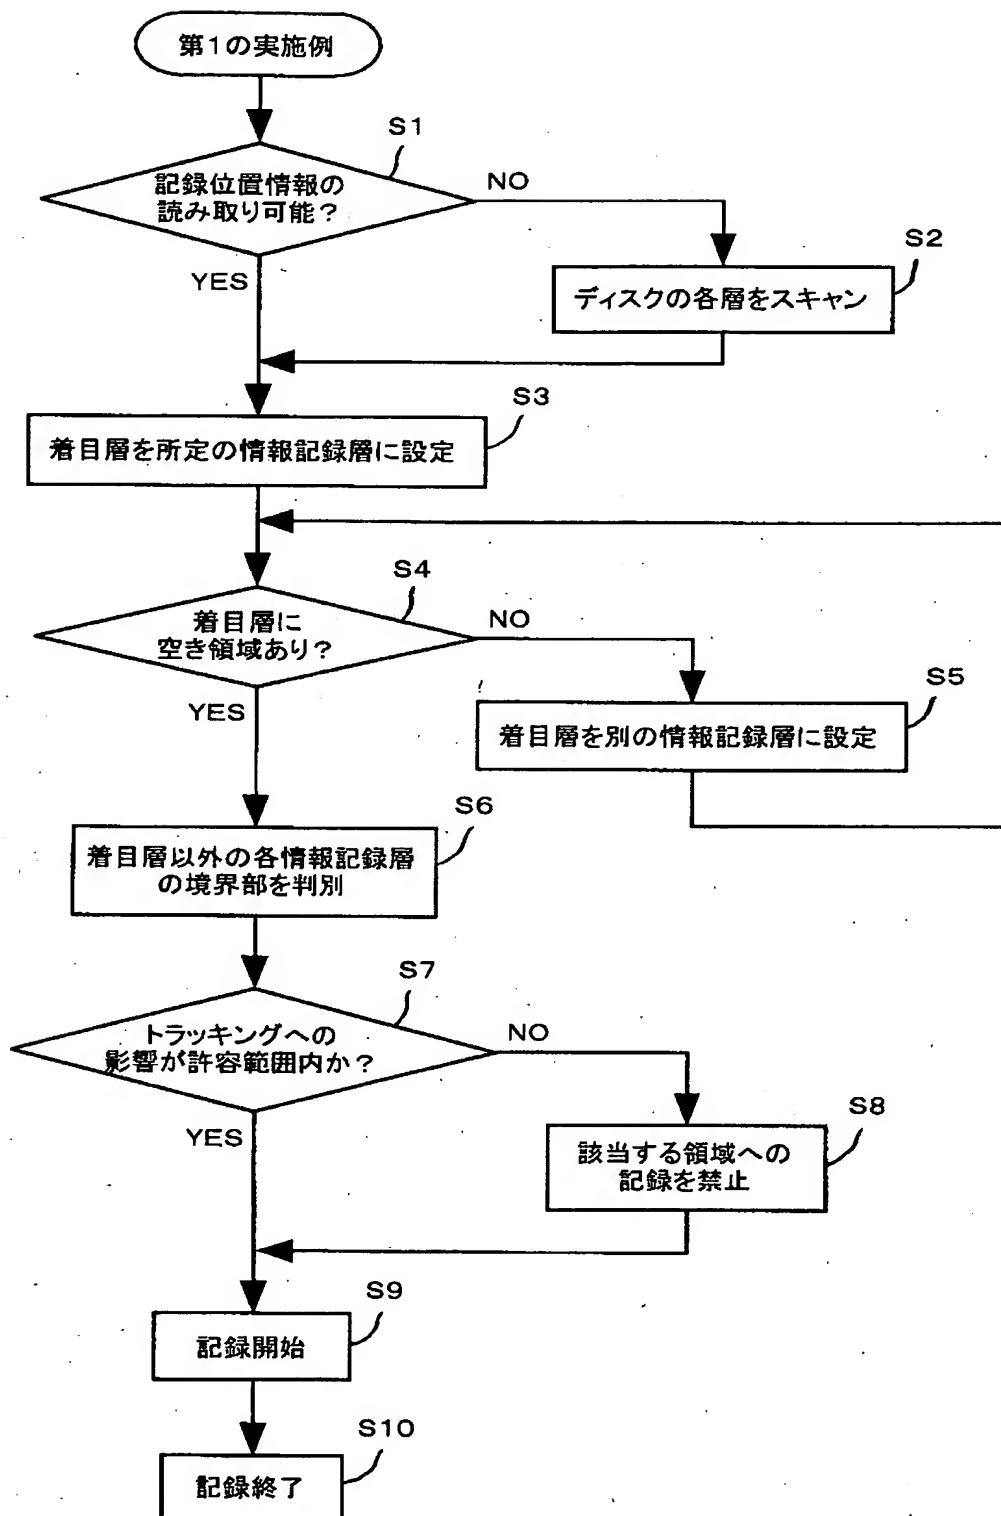 第1の実施例
S1
記録位置情報の
読み取り可能?
NO
YES
S2
ディスクの各層をスキャン
S3
着目層を所定の情報記録層に設定
S4
着目層に
空き領域あり?
NO
YES
S5
着目層を別の情報記録層に設定
S6
着目層以外の各情報記録層
の境界部を判別
S7
トラッキングへの
影響が許容範囲内か?
NO
YES
S8
該当する領域への
記録を禁止
S9
記録開始
S10
記録終了